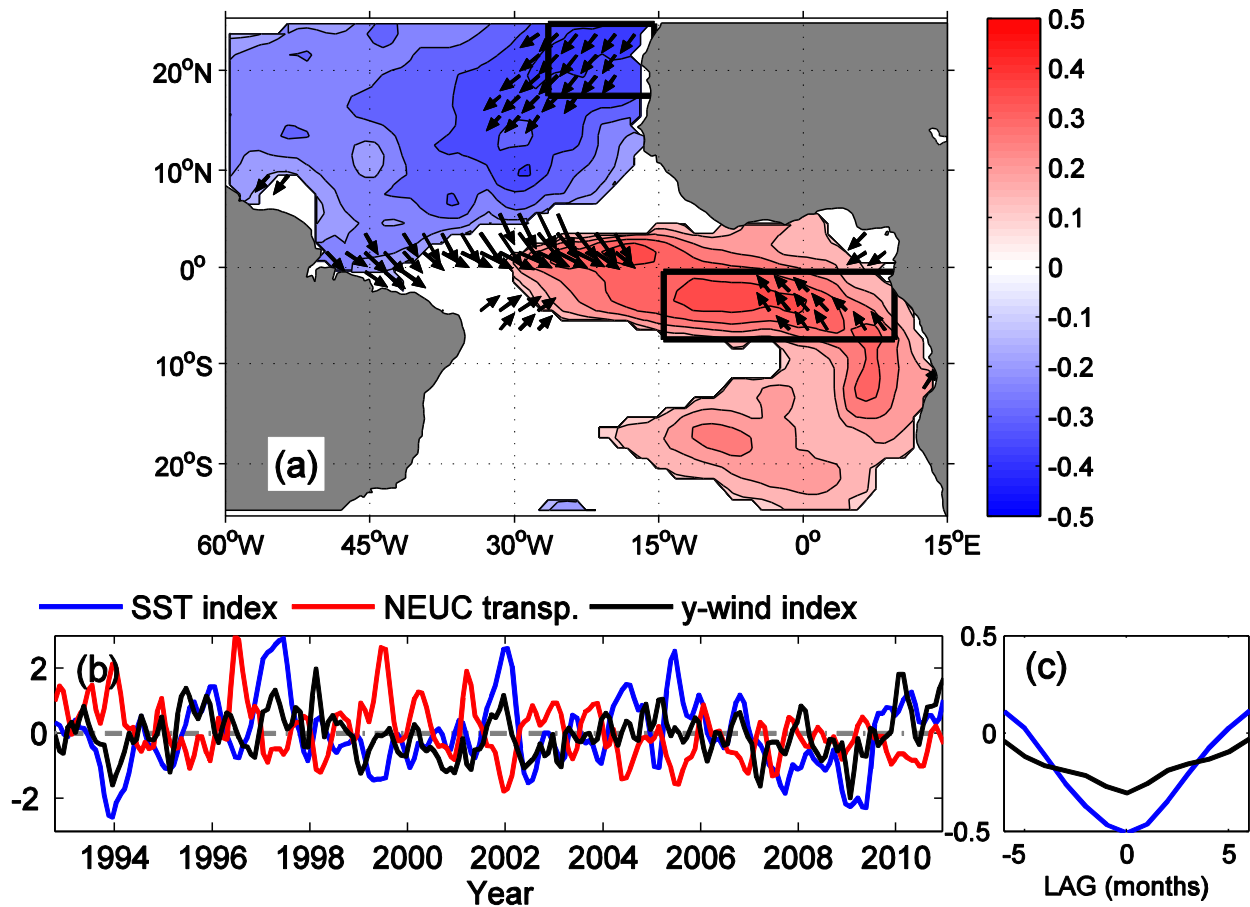 0.5
0.4
20°N
0.3
0.2
10°N
0.1
0°
0
-0.1
-0.2
10°S
-0.3
(a)
20°S
-0.4
-0.5
60°W 45°W 30°W 15°W 0° 15°E
SST index NEUC transp. y-wind index
(b)
2
0
-2
1994 1996 1998 2000 2002 2004 2006 2008 2010
Year
(c)
0.5
0
-0.5
-5 0 5
LAG (months)